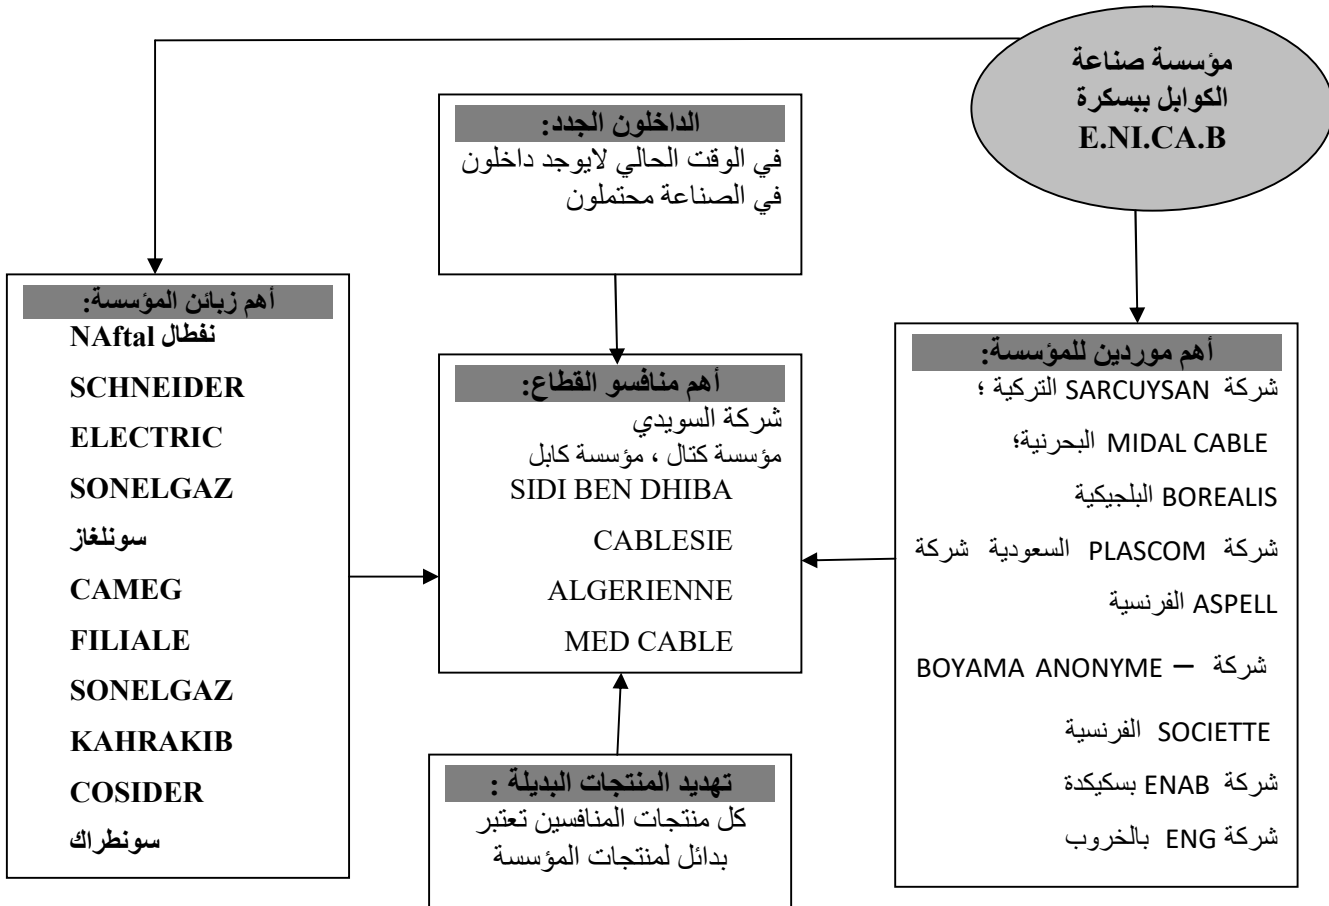 مؤسسة صناعة
الكوابل ببسكرة
E.NI.CA.B
الداخلون الجدد:
في الوقت الحالي لايوجد داخلون
في الصناعة محتملون
أهم موردين للمؤسسة:
شركة SARCUYSAN التركية ؛
MIDAL CABLE البحرنية؛
BOREALIS البلجيكية
شركة PLASCOM السعودية شركة
ASPELL الفرنسية
شركة BOYAMA ANONYME –
SOCIETTE الفرنسية
شركة ENAB بسكيكدة
شركة ENG بالخروب
أهم منافسو القطاع:
شركة السويدي
مؤسسة كتال ، مؤسسة كابل
SIDI BEN DHIBA
CABLESIE
ALGERIENNE
MED CABLE
أهم زبائن المؤسسة:
نفطال NAftal
SCHNEIDER
ELECTRIC
SONELGAZ
سونلغاز
CAMEG
FILIALE
SONELGAZ
KAHRAKIB
COSIDER
سونطراك
تهديد المنتجات البديلة :
كل منتجات المنافسين تعتبر
بدائل لمنتجات المؤسسة